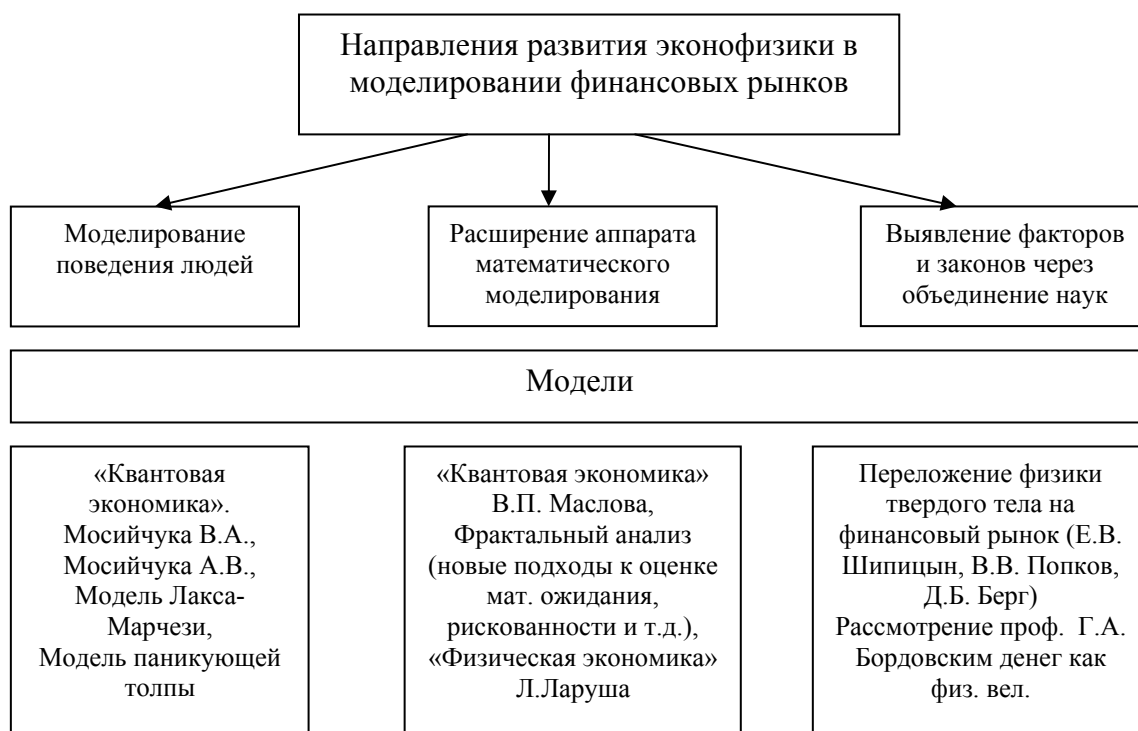 Направления развития эконофизики в
моделировании финансовых рынков
Моделирование
поведения людей
Расширение аппарата
математического
моделирования
Выявление факторов
и законов через
объединение наук
Модели
«Квантовая
экономика».
Мосийчука В.А.,
Мосийчука А.В.,
Модель Лакса-
Марчези,
Модель паникующей
толпы
«Квантовая экономика»
В.П. Маслова,
Фрактальный анализ
(новые подходы к оценке
мат. ожидания,
рискованности и т.д.),
«Физическая экономика»
Л.Ларуша
Переложение физики
твердого тела на
финансовый рынок (Е.В.
Шипицын, В.В. Попков,
Д.Б. Берг)
Рассмотрение проф. Г.А.
Бордовским денег как
физ. вел.